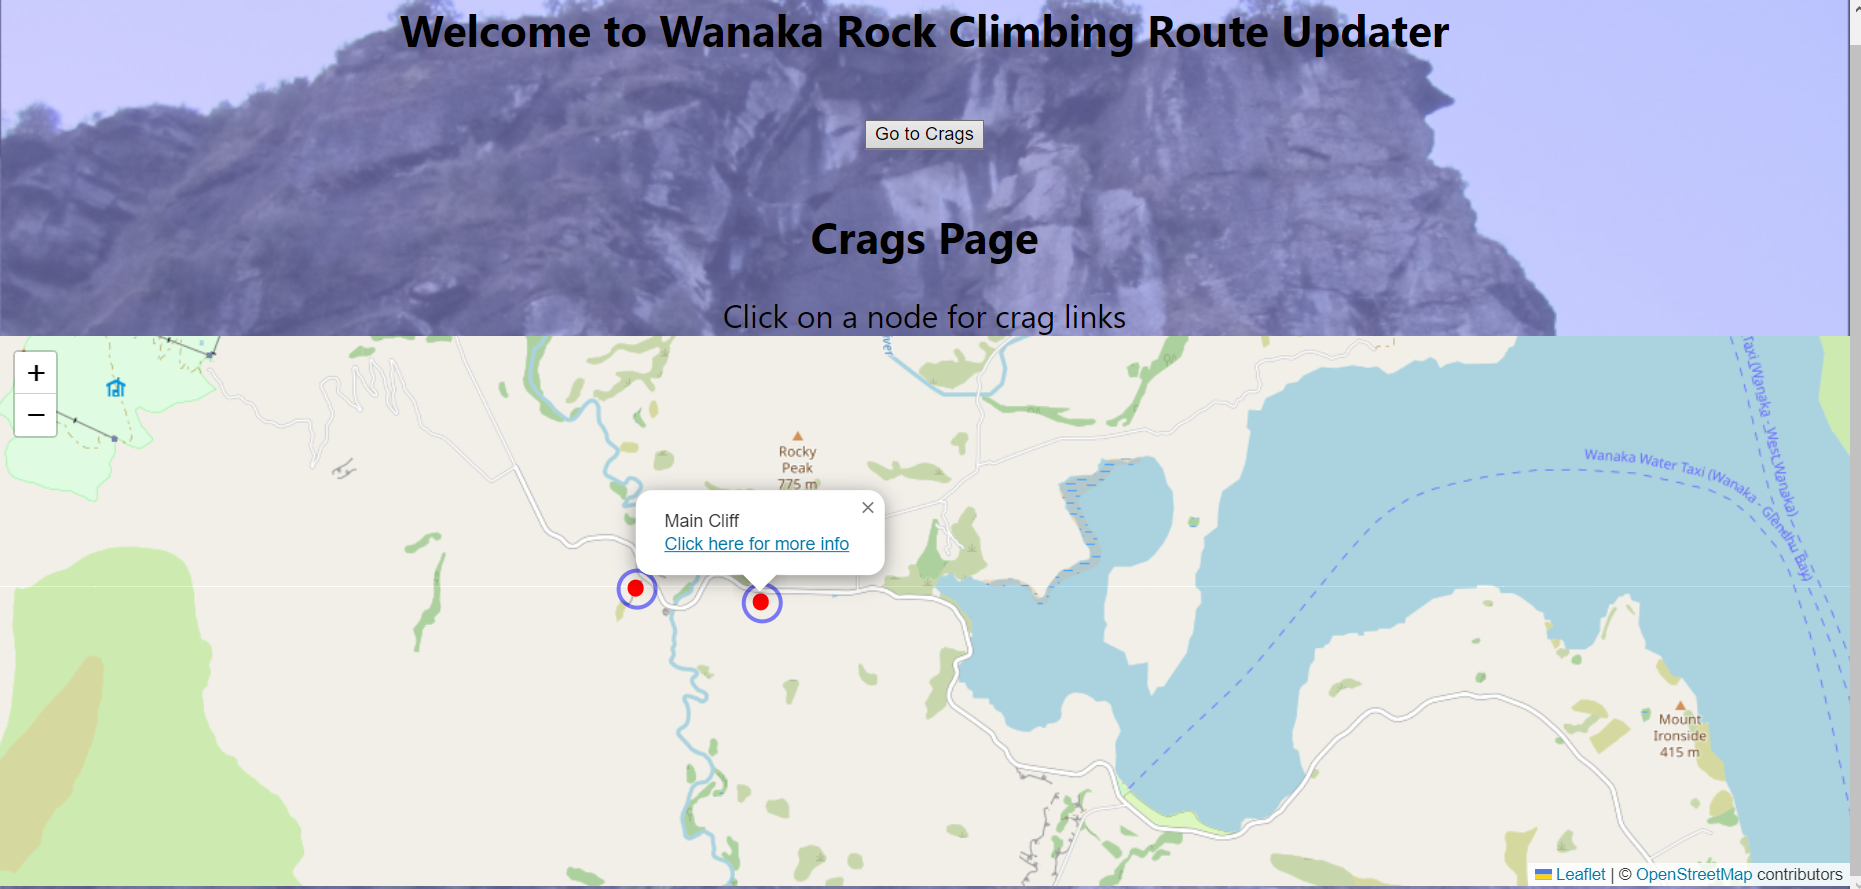 Welcome to Wanaka Rock Climbing Route Updater
Go to Crags
Crags Page
Click on a node for crag links
+
−
Rocky
Peak
775 m
Main Cliff
×
Click here for more info
Wanaka Water Taxi (Wanaka - Glendhu Bay)
Taxi (Wanaka - West Wanaka)
Mount
Ironside
415 m
Leaflet | © OpenStreetMap contributors